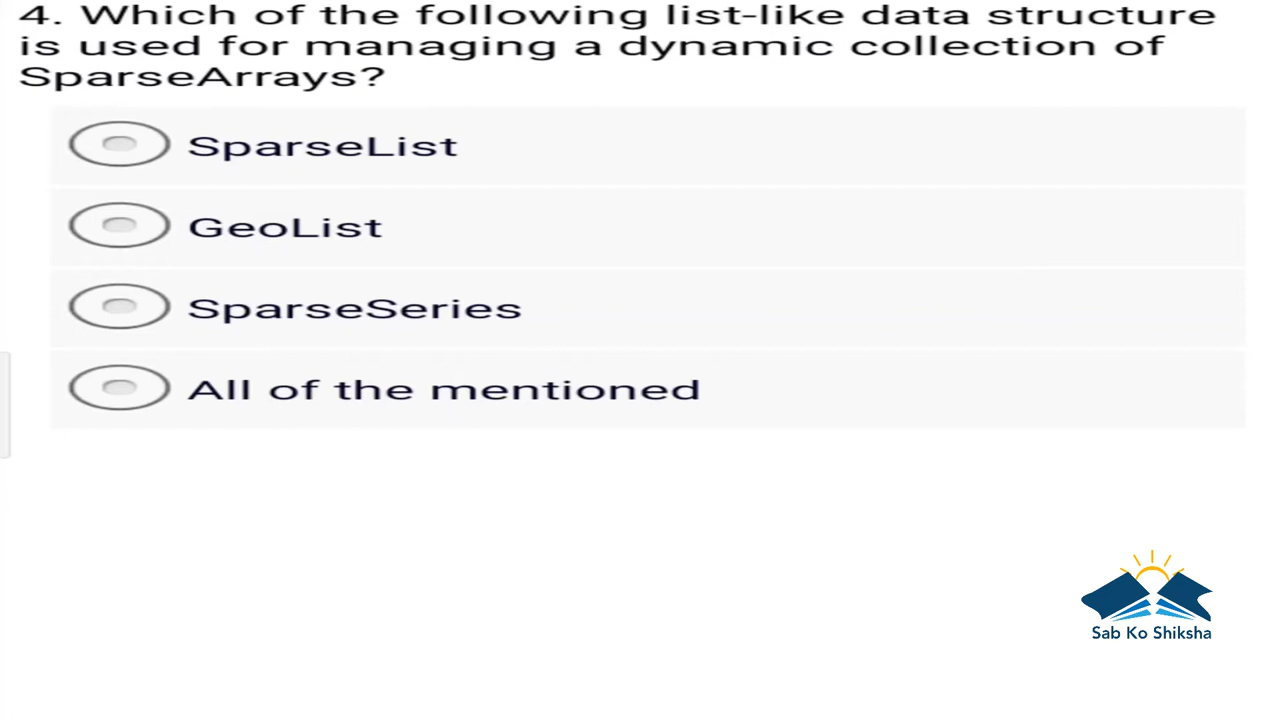 4. Which of the following list-like data structure
is used for managing a dynamic collection of
SparseArrays?
SparseList
GeoList
SparseSeries
All of the mentioned
Sab Ko Shiksha